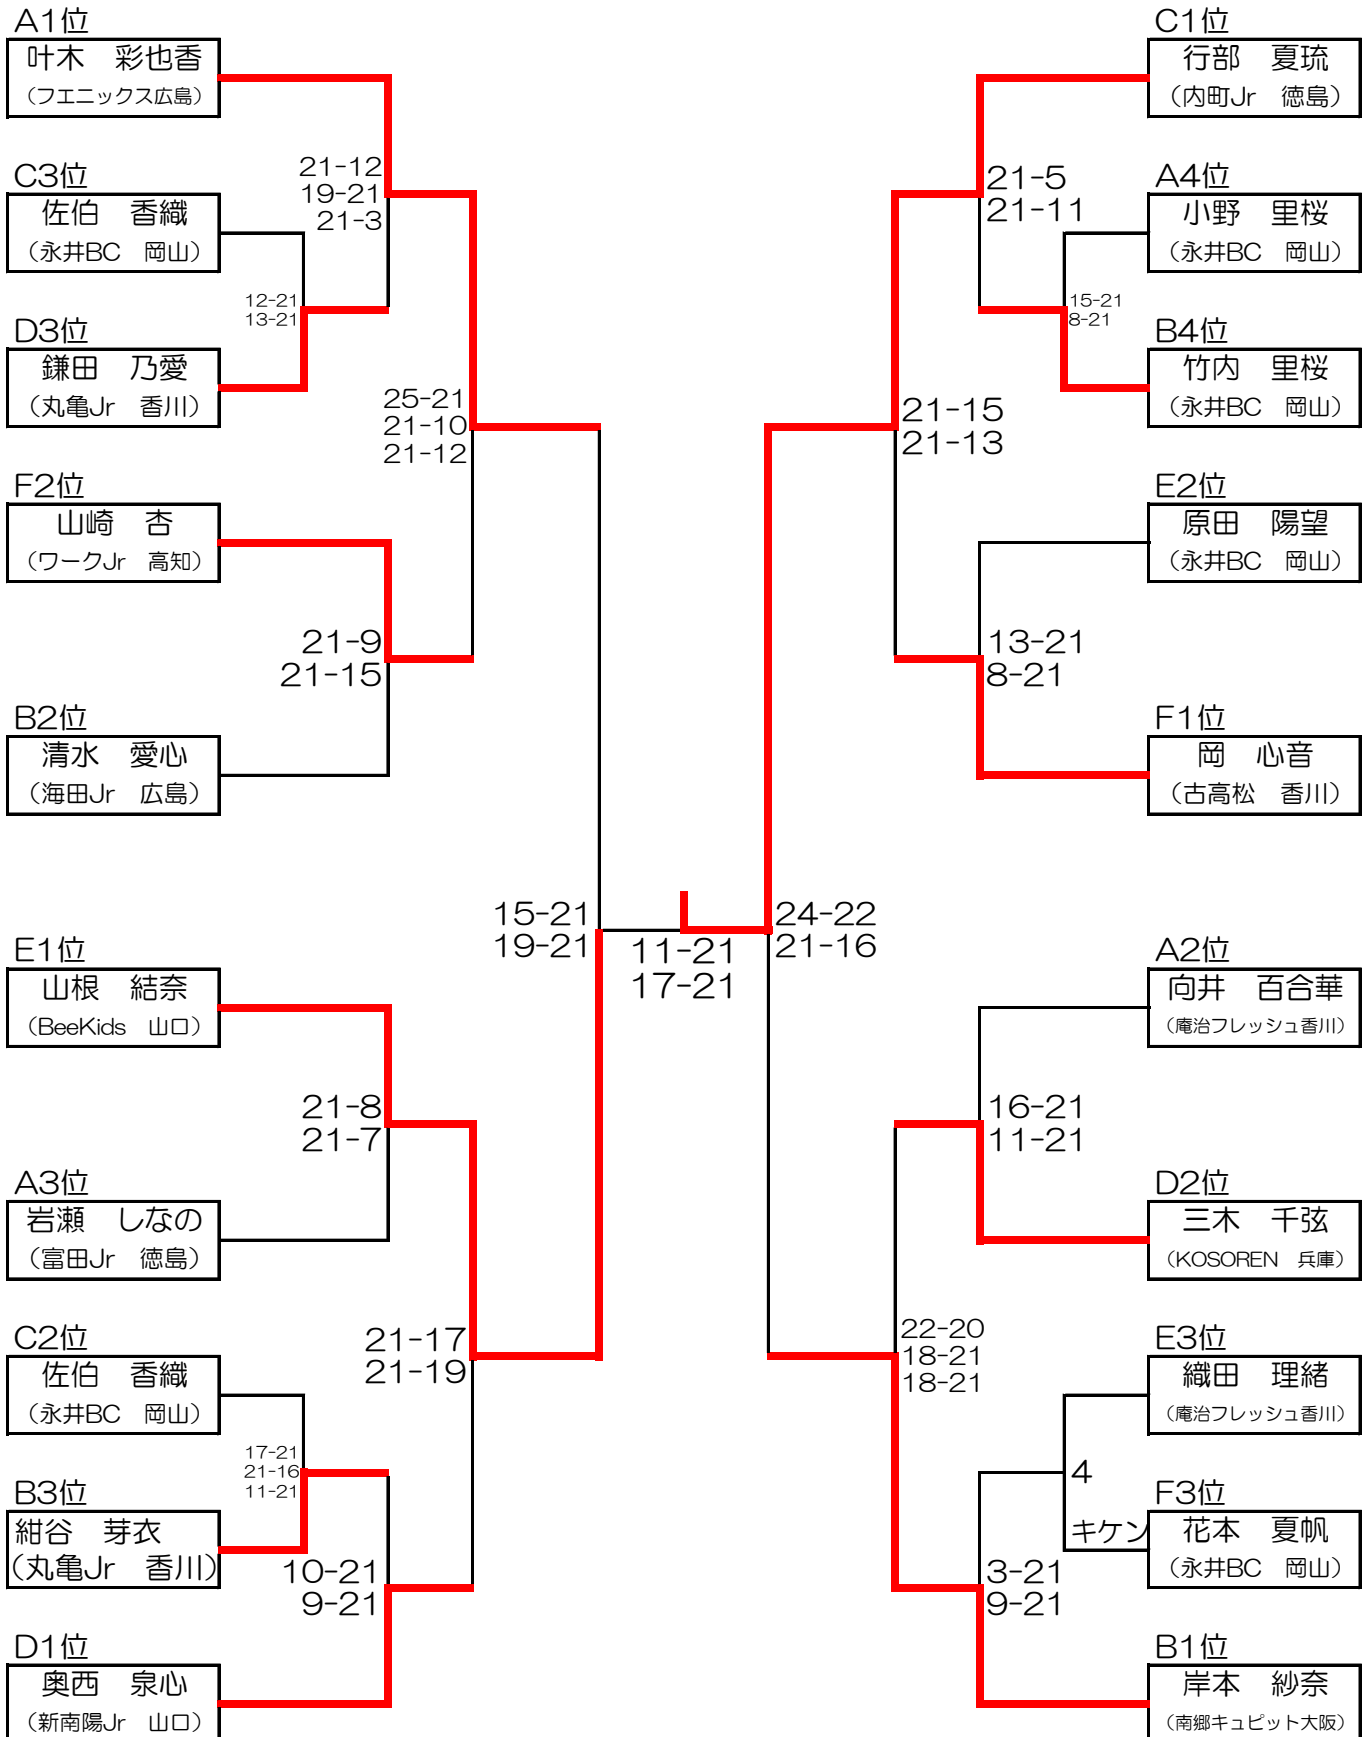 A1位
叶木　彩也香
（フエニックス広島）
C3位
佐伯　香織
（永井BC　岡山）
D3位
鎌田　乃愛
（丸亀Jr　香川）
F2位
山崎　杏
（ワークJr　高知）
B2位
清水　愛心
（海田Jr　広島）
E1位
山根　結奈
（BeeKids　山口）
A3位
岩瀬　しなの
（富田Jr　徳島）
C2位
佐伯　香織
（永井BC　岡山）
B3位
紺谷　芽衣
（丸亀Jr　香川）
D1位
奥西　泉心
（新南陽Jr　山口）
21-12
19-21
21-3
12-21
13-21
25-21
21-10
21-12
21-9
21-15
15-21
19-21
21-8
21-7
21-17
21-19
17-21
21-16
11-21
10-21
9-21
11-21
17-21
C1位
行部　夏琉
（内町Jr　徳島）
A4位
小野　里桜
（永井BC　岡山）
B4位
竹内　里桜
（永井BC　岡山）
E2位
原田　陽望
（永井BC　岡山）
F1位
岡　心音
（古高松　香川）
A2位
向井　百合華
（庵治フレッシュ香川）
D2位
三木　千弦
（KOSOREN　兵庫）
E3位
織田　理緒
（庵治フレッシュ香川）
F3位
花本　夏帆
（永井BC　岡山）
B1位
岸本　紗奈
（南郷キュピット大阪）
21-5
21-11
15-21
8-21
21-15
21-13
13-21
8-21
24-22
21-16
16-21
11-21
22-20
18-21
18-21
4
キケン
3-21
9-21